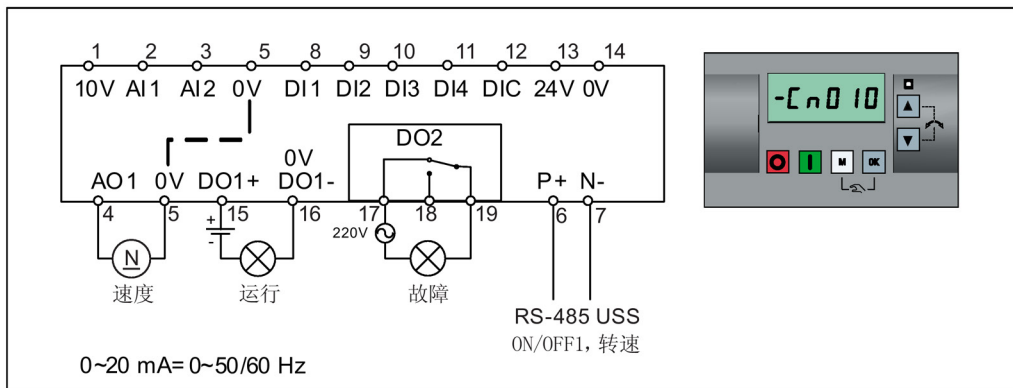 1 2 3 5 8 9 10 11 12 13 14
10V AI1 AI2 0V DI1 DI2 DI3 DI4 DIC 24V 0V
-Cn010
DO2
0V
AO1 0V DO1+ DO1- P+ N-
4 5 15 16 17 18 19 6 7
+
-
220V
N
M OK
速度 运行 故障
RS-485 USS
ON/OFF1, 转速
0~20 mA= 0~50/60 Hz